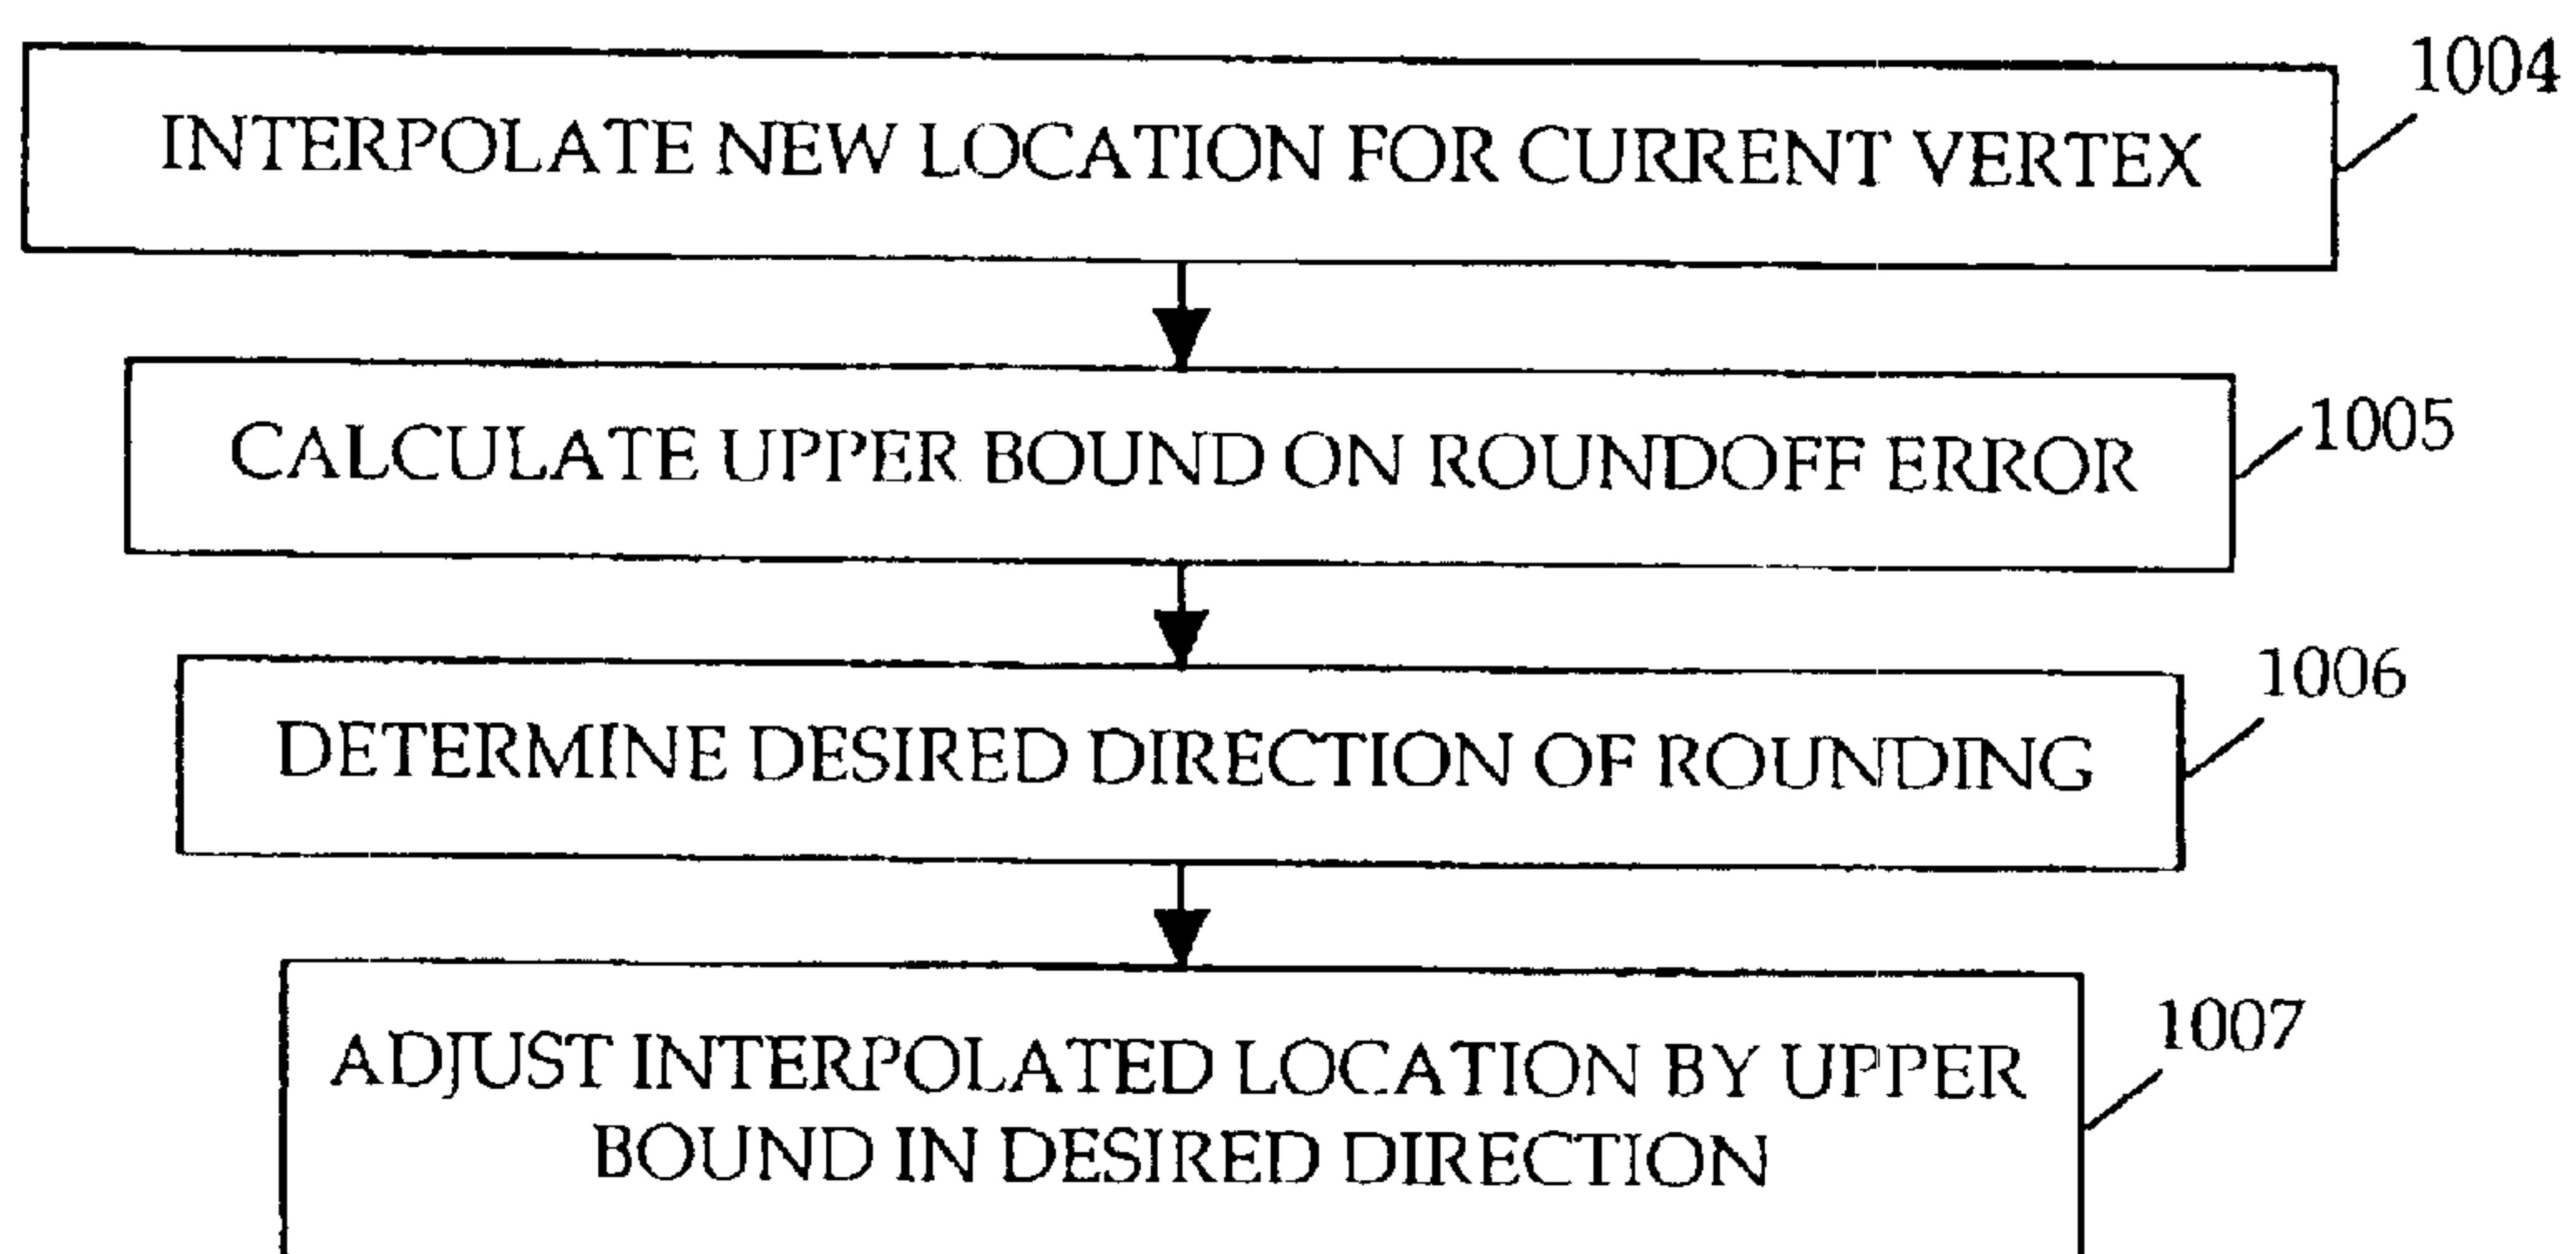 1004
INTERPOLATE NEW LOCATION FOR CURRENT VERTEX
1005
CALCULATE UPPER BOUND ON ROUNDOFF ERROR
1006
DETERMINE DESIRED DIRECTION OF ROUNDING
1007
ADJUST INTERPOLATED LOCATION BY UPPER
BOUND IN DESIRED DIRECTION